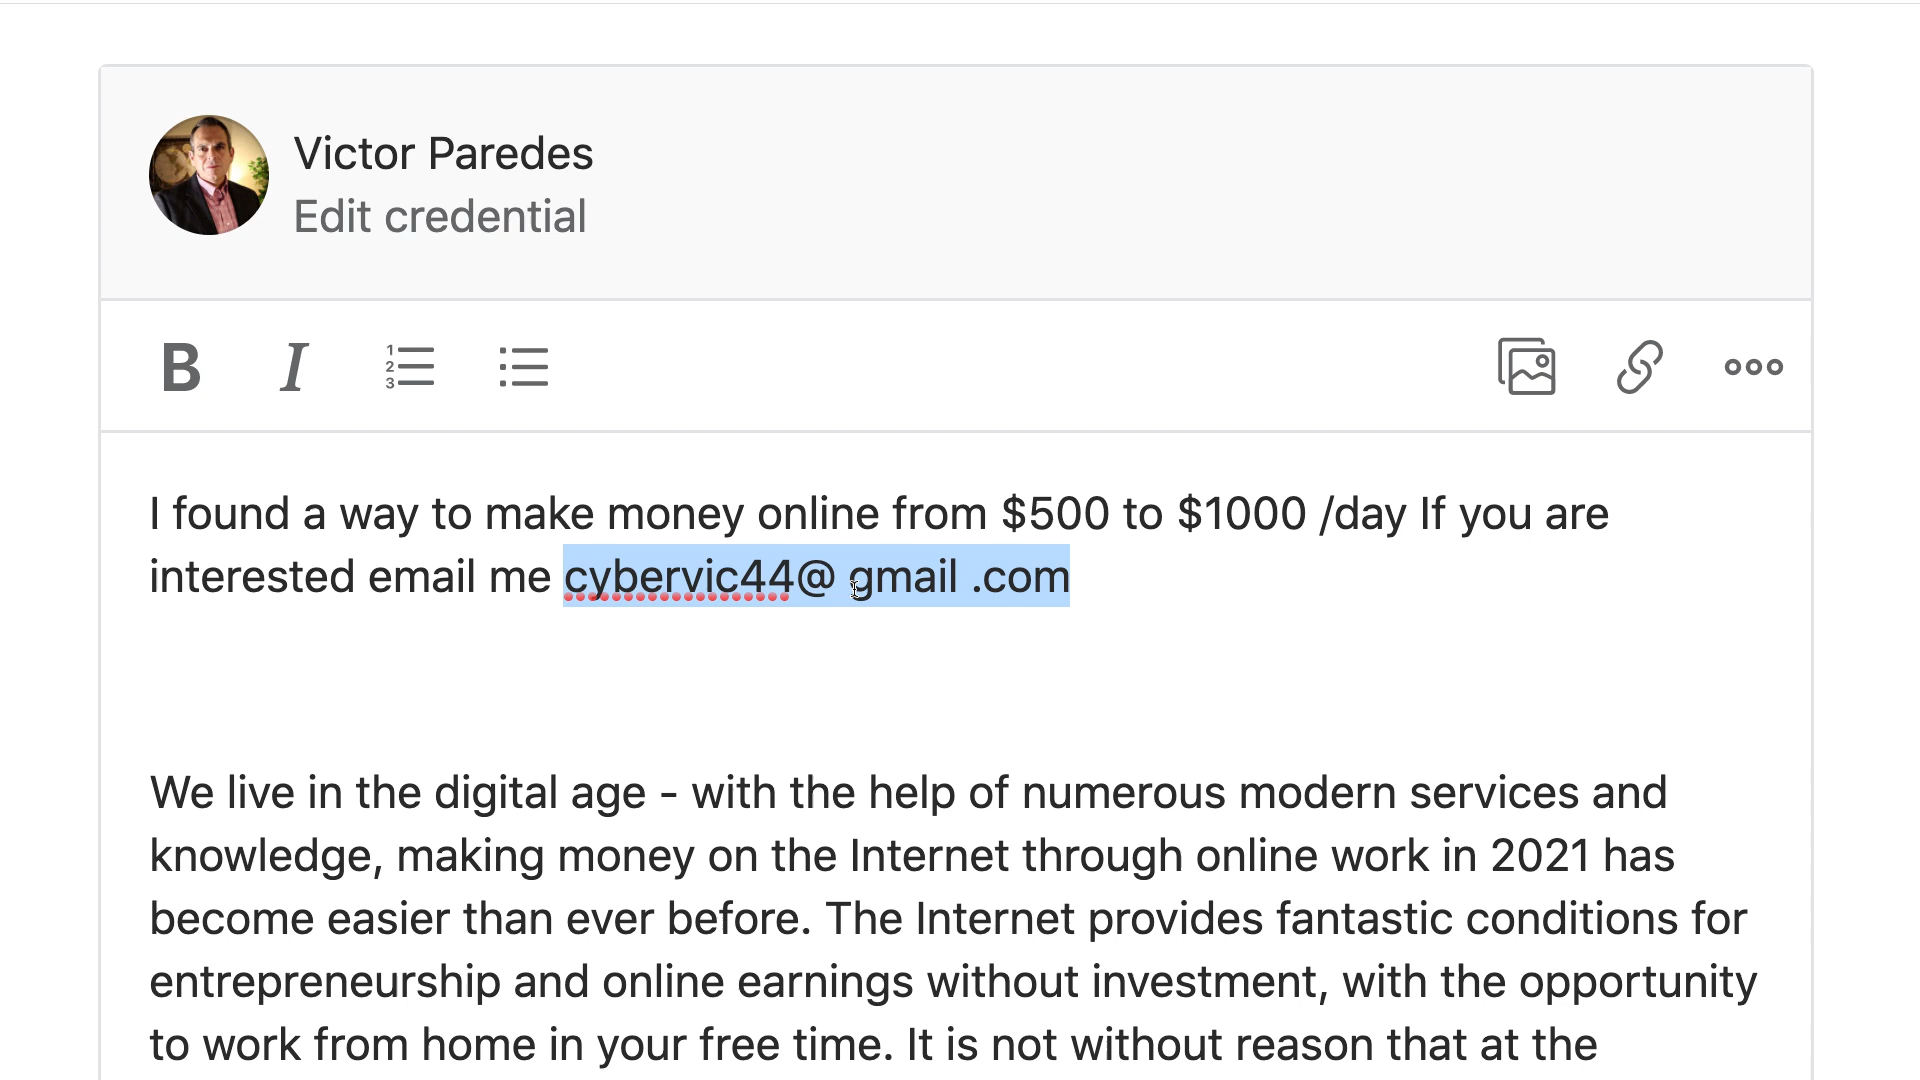 Victor Paredes
Edit credential
B I 1 2 3
I found a way to make money online from $500 to $1000 /day If you are
interested email me cybervic44@ gmail .com
We live in the digital age - with the help of numerous modern services and
knowledge, making money on the Internet through online work in 2021 has
become easier than ever before. The Internet provides fantastic conditions for
entrepreneurship and online earnings without investment, with the opportunity
to work from home in your free time. It is not without reason that at the